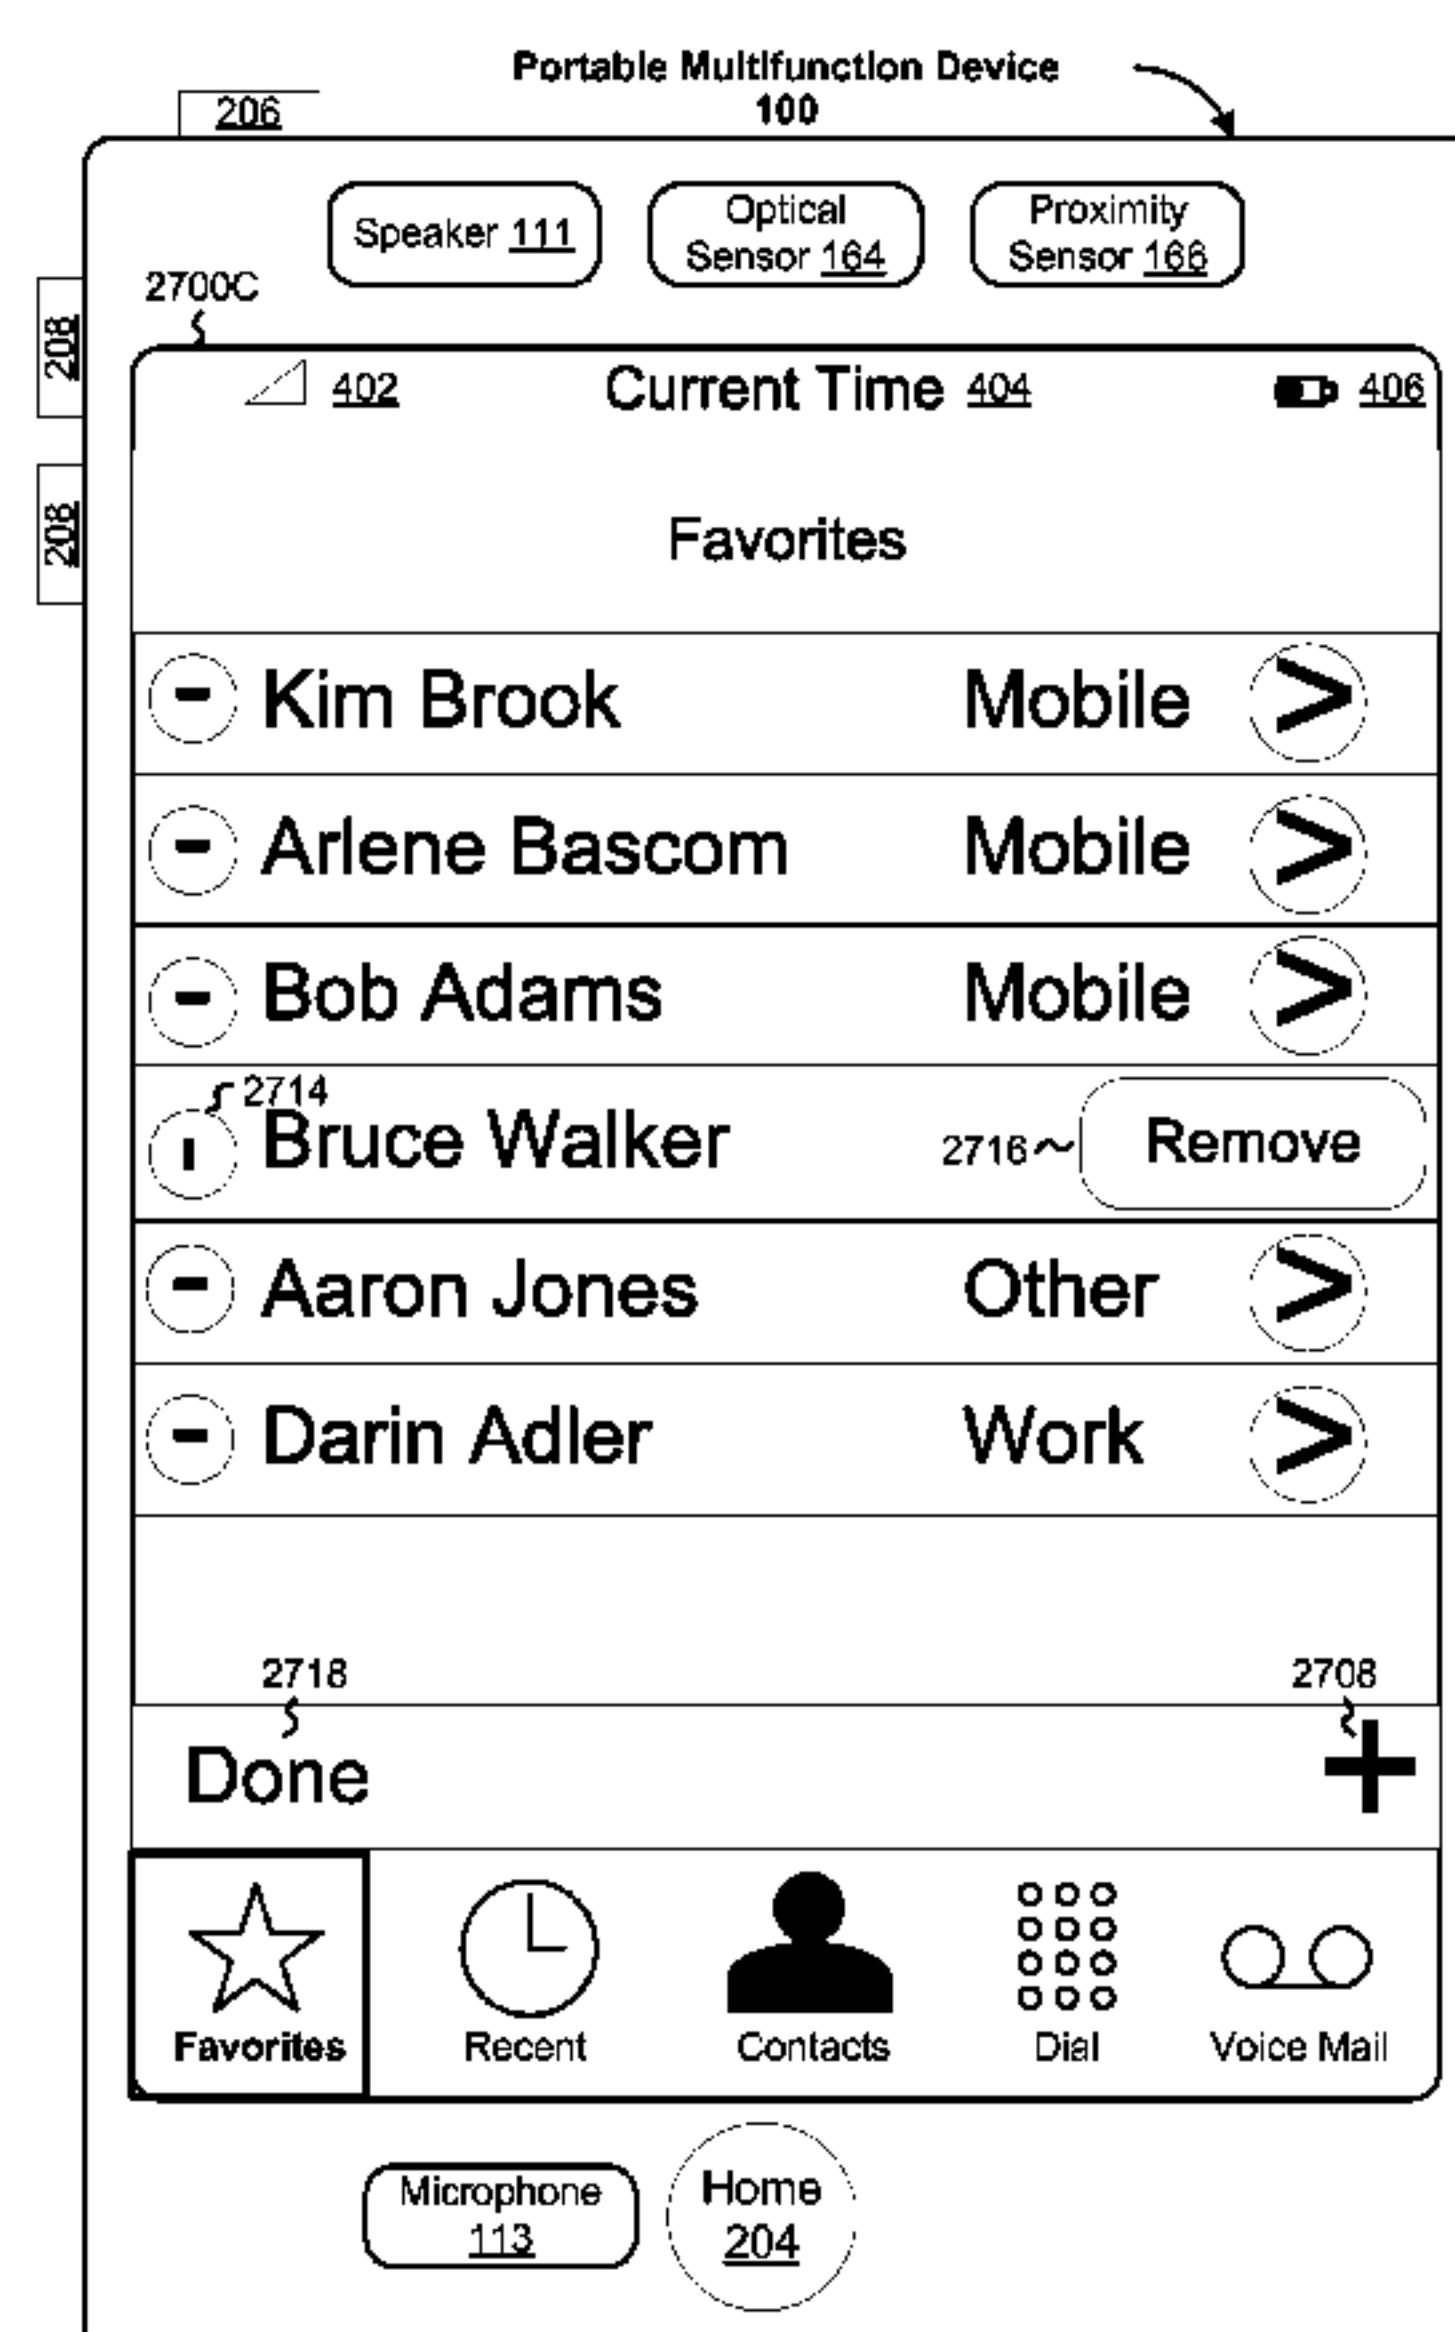 Portable Multifunction Device
100
206
Speaker 111
Optical
Sensor 164
Proximity
Sensor 166
2700C
208
208
402
Current Time 404
406
Favorites
- Kim Brook Mobile >
- Arlene Bascom Mobile >
- Bob Adams Mobile >
2714
Bruce Walker 2716 Remove
- Aaron Jones Other >
- Darin Adler Work >
2718
2708
Done +
Favorites
Recent
Contacts
Dial
Voice Mail
Microphone
113
Home
204